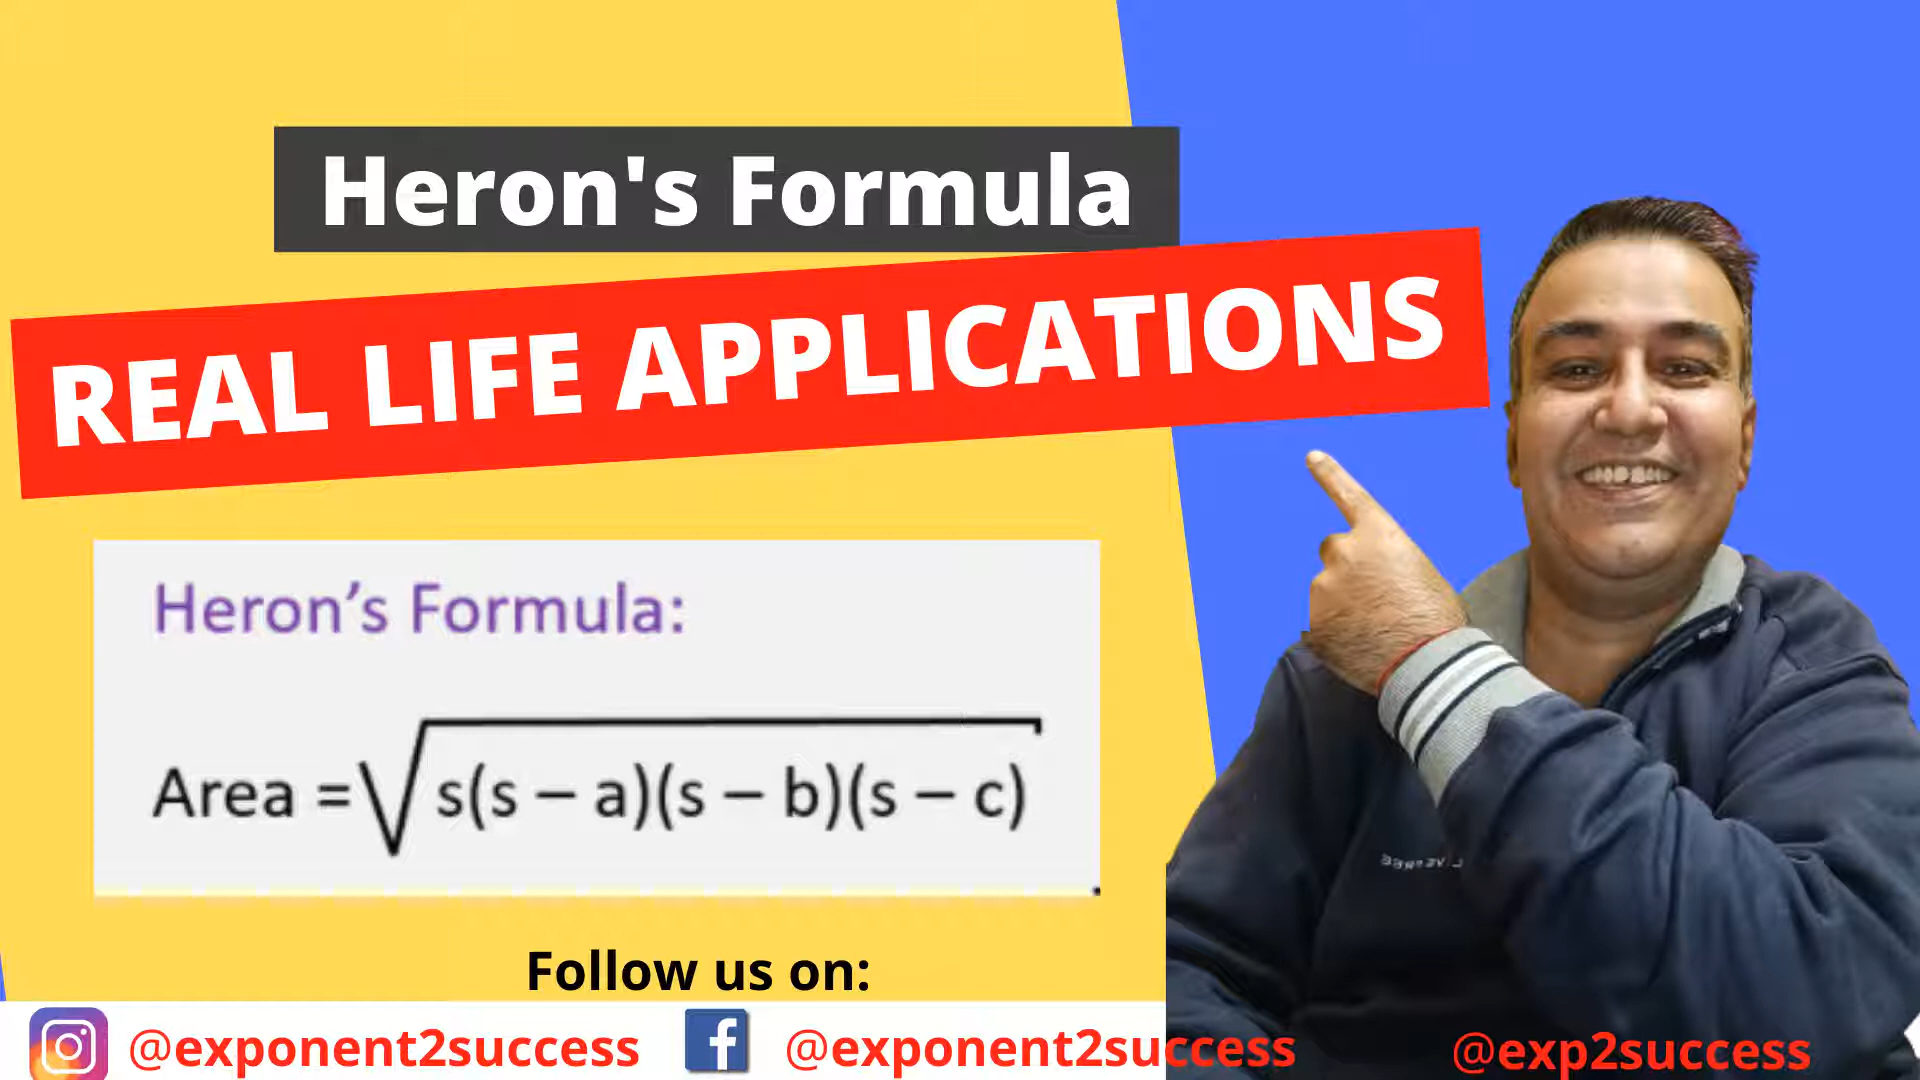 Heron's Formula
REAL LIFE APPLICATIONS
Heron’s Formula:
Area = √s(s – a)(s – b)(s – c)
Follow us on:
@exponent2success
@exponent2success
@exp2success